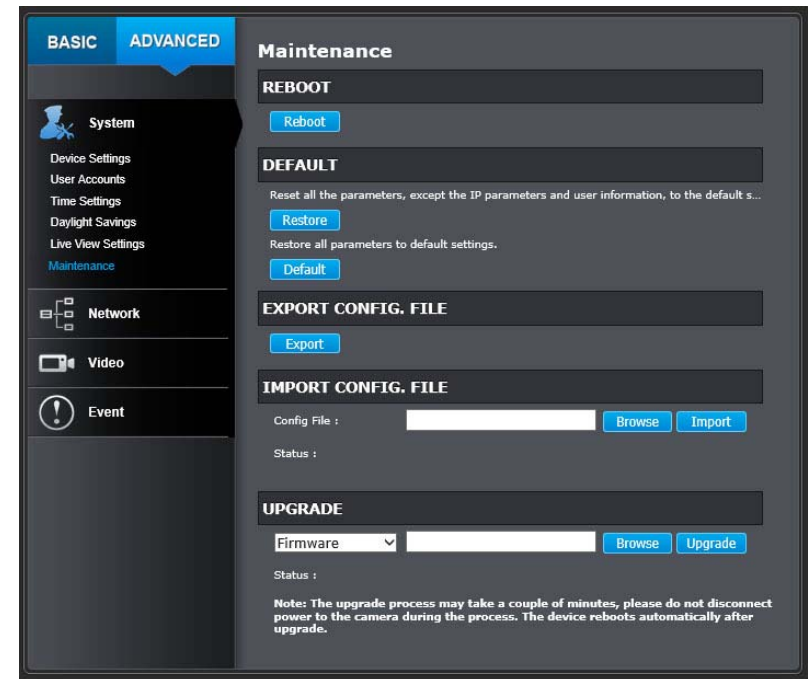 BASIC ADVANCED
Maintenance
REBOOT
Reboot
System
Device Settings
User Accounts
Time Settings
Daylight Savings
Live View Settings
Maintenance
Network
Video
Event
DEFAULT
Reset all the parameters, except the IP parameters and user information, to the default s...
Restore
Restore all parameters to default settings.
Default
EXPORT CONFIG. FILE
Export
IMPORT CONFIG. FILE
Config File : Browse Import
Status :
UPGRADE
Firmware Browse Upgrade
Status :
Note: The upgrade process may take a couple of minutes, please do not disconnect
power to the camera during the process. The device reboots automatically after
upgrade.